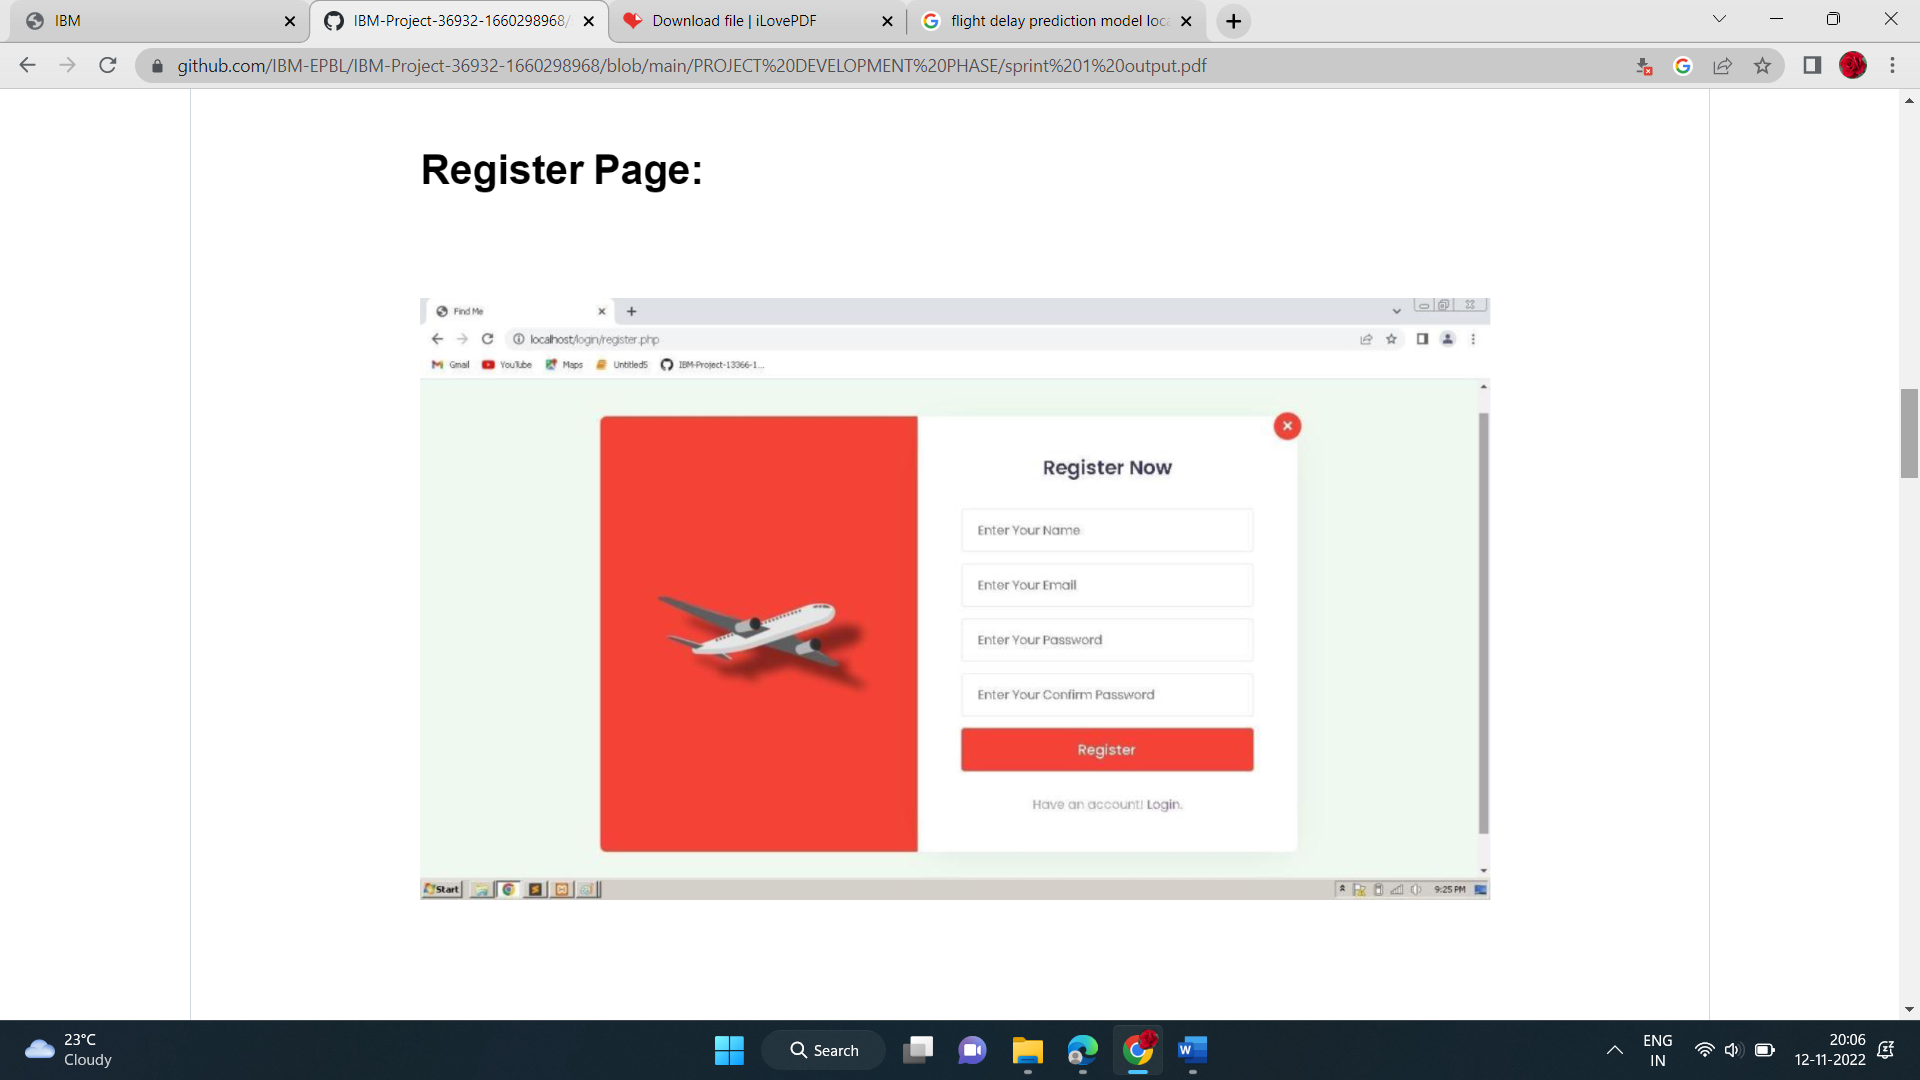 IBM
IBM-Project-36932-1660298968/
Download file | iLovePDF
flight delay prediction model loc
github.com/IBM-EPBL/IBM-Project-36932-1660298968/blob/main/PROJECT%20DEVELOPMENT%20PHASE/sprint%201%20output.pdf
Register Page:
Find Me
localhost/login/register.php
Gmail YouTube Maps Untitled5 IBM-Project-13366-1...
Register Now
Enter Your Name
Enter Your Email
Enter Your Password
Enter Your Confirm Password
Register
Have an account! Login.
Start
9:25 PM
23°C
Cloudy
Search
ENG
IN
20:06
12-11-2022